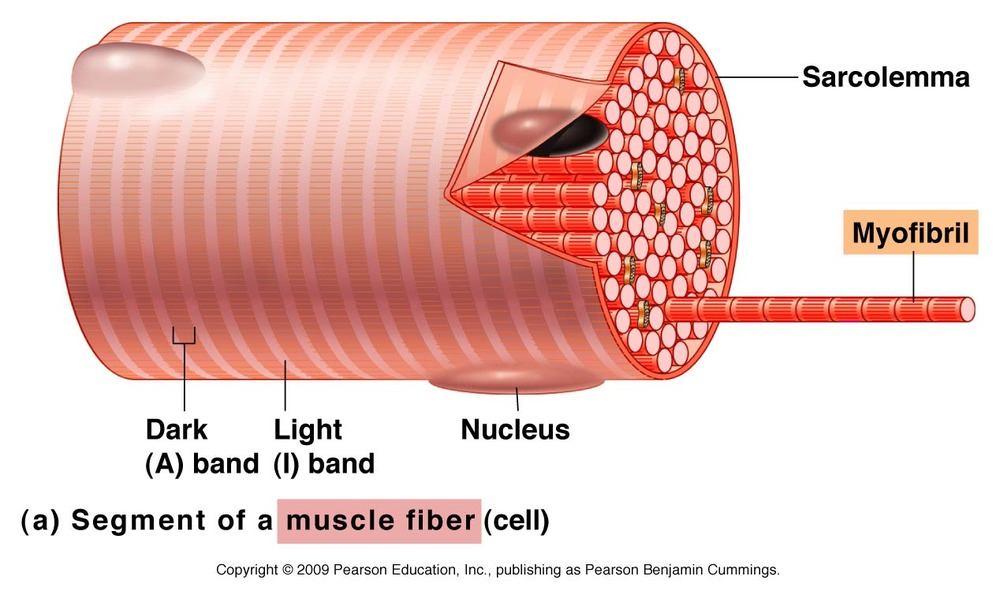 Sarcolemma
Myofibril
Dark
(A) band
Light
(I) band
Nucleus
(a) Segment of a muscle fiber (cell)
Copyright © 2009 Pearson Education, Inc., publishing as Pearson Benjamin Cummings.